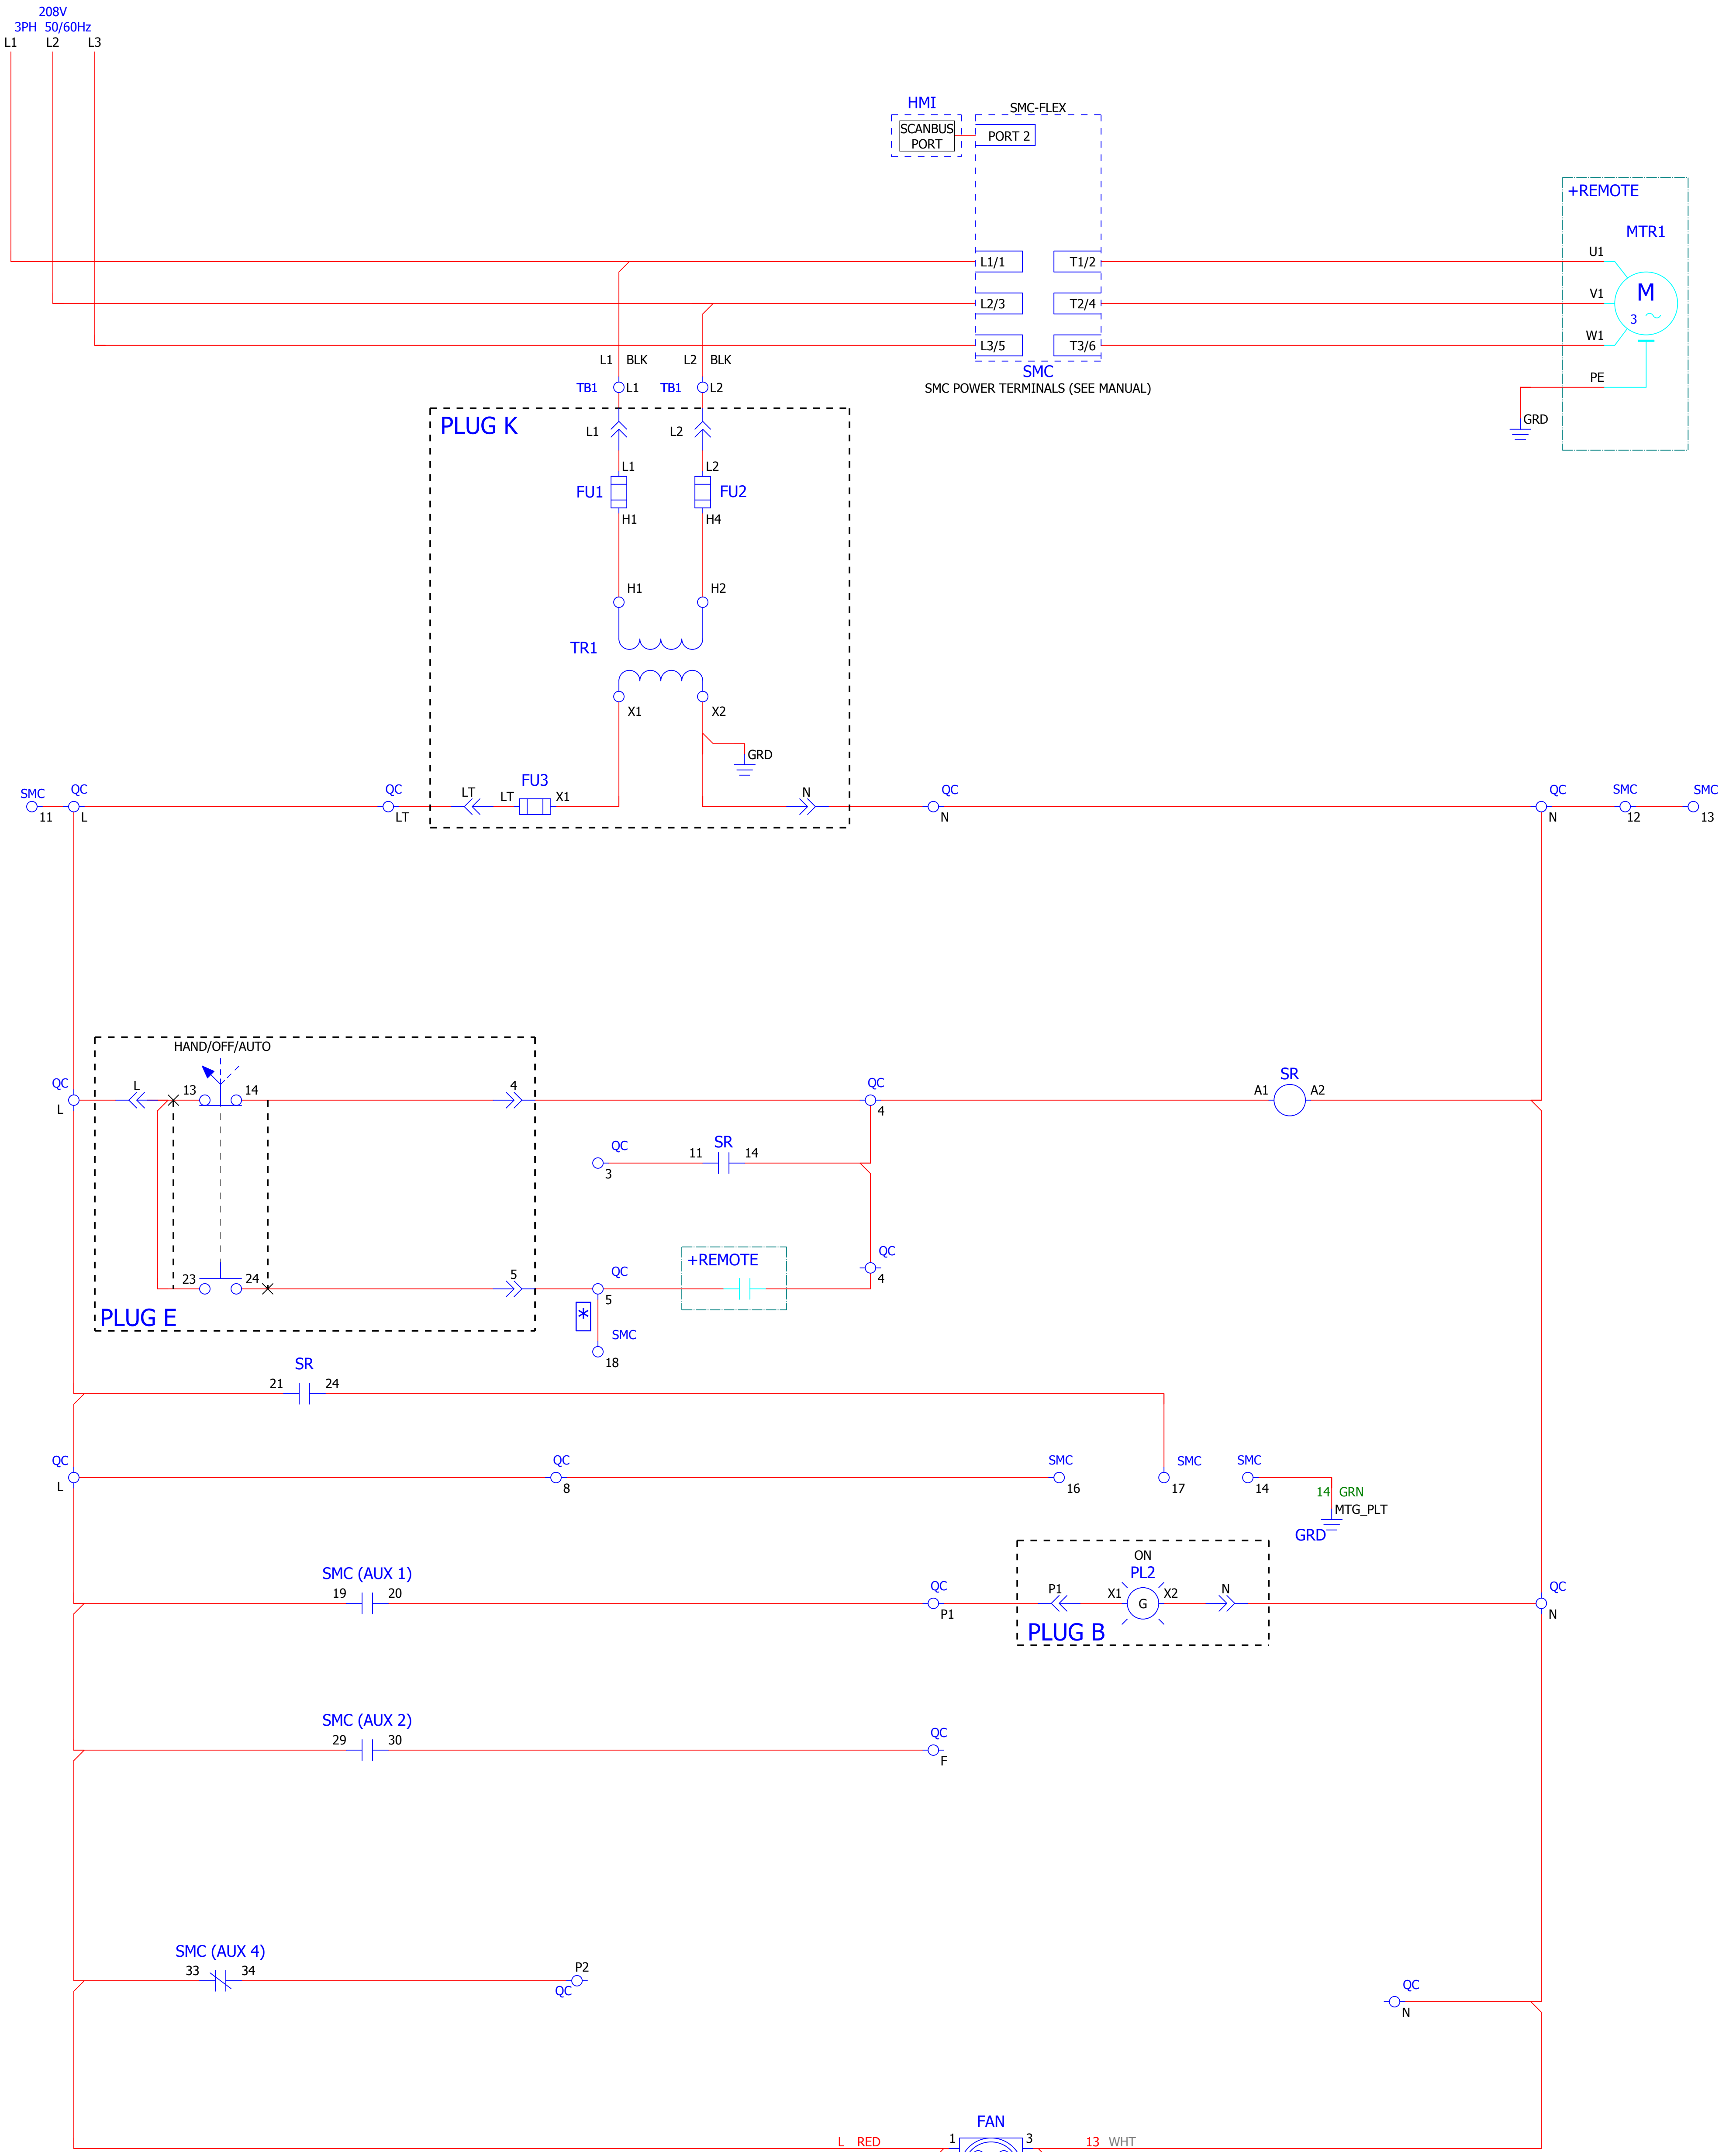 208V
3PH 50/60Hz
L1 L2 L3
HMI
SCANBUS
PORT
SMC-FLEX
PORT 2
L1/1 T1/2
L2/3 T2/4
L3/5 T3/6
SMC
SMC POWER TERMINALS (SEE MANUAL)
+REMOTE
MTR1
U1
V1
W1
M
3
PE
GRD
L1 BLK L2 BLK
TB1 L1 TB1 L2
PLUG K
L1 L2
L1 L2
FU1 FU2
H1 H4
H1 H2
TR1
X1 X2
GRD
FU3
LT LT X1
N
SMC
11
QC
L
QC
LT
QC
N
QC
N
SMC
12
SMC
13
HAND/OFF/AUTO
QC
L
L 13 14 4
QC
4
SR
A1 A2
QC
3
SR
11 14
+REMOTE
QC
4
23 24 5
QC
5
PLUG E
*
SMC
18
SR
21 24
QC
L
QC
8
SMC
16
SMC
17
SMC
14
14 GRN
MTG_PLT
GRD
SMC (AUX 1)
19 20
QC
P1
ON
PL2
P1 X1 G X2 N
PLUG B
QC
N
SMC (AUX 2)
29 30
QC
F
SMC (AUX 4)
33 34
P2
QC
QC
N
FAN
L RED 1 3 13 WHT